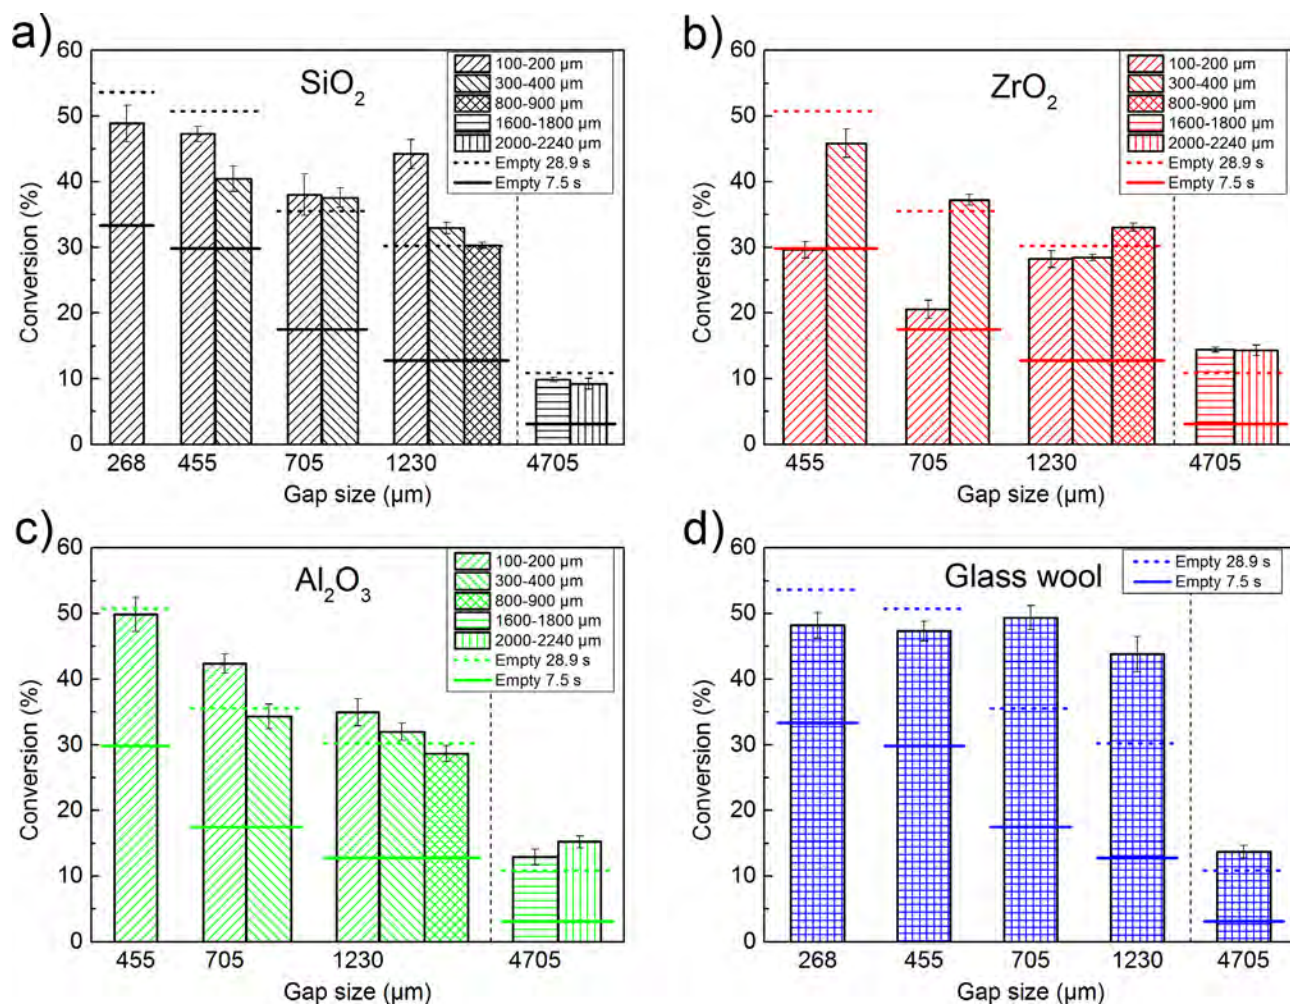 a)
SiO2
100-200 µm
300-400 µm
800-900 µm
1600-1800 µm
2000-2240 µm
Empty 28.9 s
Empty 7.5 s
Conversion (%)
60
50
40
30
20
10
0
268 455 705 1230 4705
Gap size (µm)
b)
ZrO2
100-200 µm
300-400 µm
800-900 µm
1600-1800 µm
2000-2240 µm
Empty 28.9 s
Empty 7.5 s
Conversion (%)
60
50
40
30
20
10
0
455 705 1230 4705
Gap size (µm)
c)
Al2O3
100-200 µm
300-400 µm
800-900 µm
1600-1800 µm
2000-2240 µm
Empty 28.9 s
Empty 7.5 s
Conversion (%)
60
50
40
30
20
10
0
455 705 1230 4705
Gap size (µm)
d)
Glass wool
Empty 28.9 s
Empty 7.5 s
Conversion (%)
60
50
40
30
20
10
0
268 455 705 1230 4705
Gap size (µm)